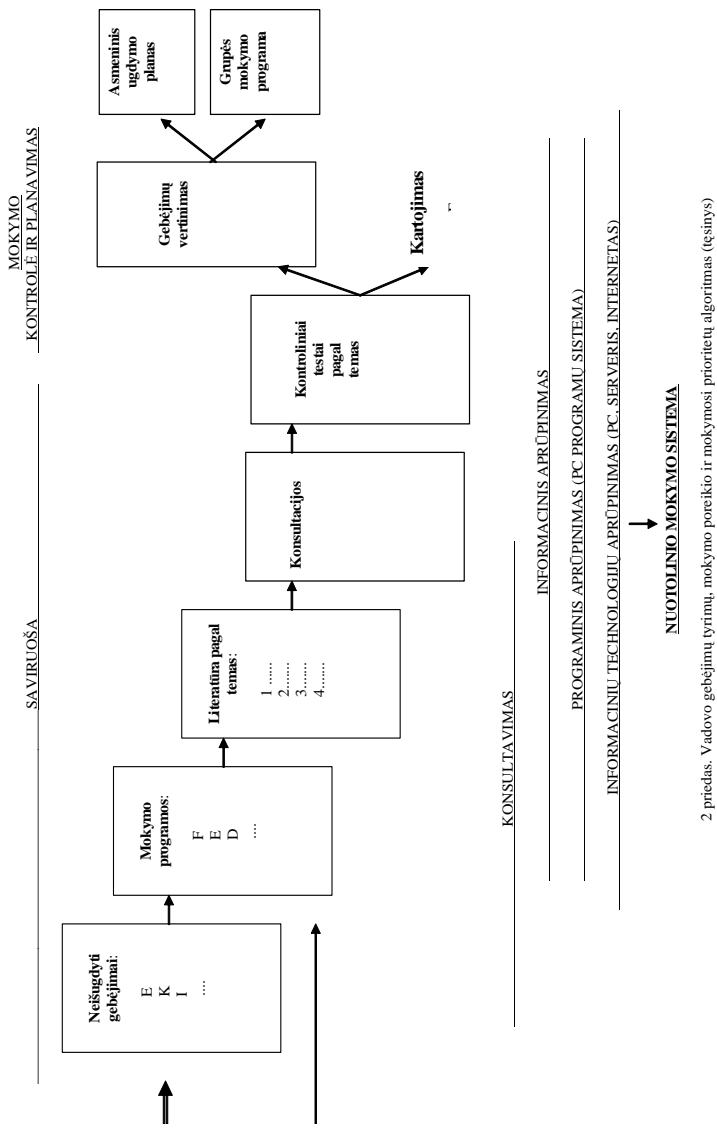 SAVIRUOŠA
MOKYMO
KONTROLĖ IR PLANAVIMAS
Neišugdyti
gebėjimai:
E
K
I
....
Mokymo
programos:
F
E
D
....
Literatūra pagal
temas:
1 .......
2.......
3.......
4.......
Konsultacijos
Kontroliniai
testai
pagal
temas
Gebėjimų
vertinimas
Kartojimas
Asmeninis
ugdymo
planas
Grupės
mokymo
programa
KONSULTAVIMAS
INFORMACINIS APRŪPINIMAS
PROGRAMINIS APRŪPINIMAS (PC PROGRAMŲ SISTEMA)
INFORMACINIŲ TECHNOLOGIJŲ APRŪPINIMAS (PC, SERVERIS, INTERNETAS)
NUOTOLINIO MOKYMO SISTEMA
2 priedas. Vadovo gebėjimų tyrimų, mokymo poreikio ir mokymosi prioritetų algoritmas (tęsinys)